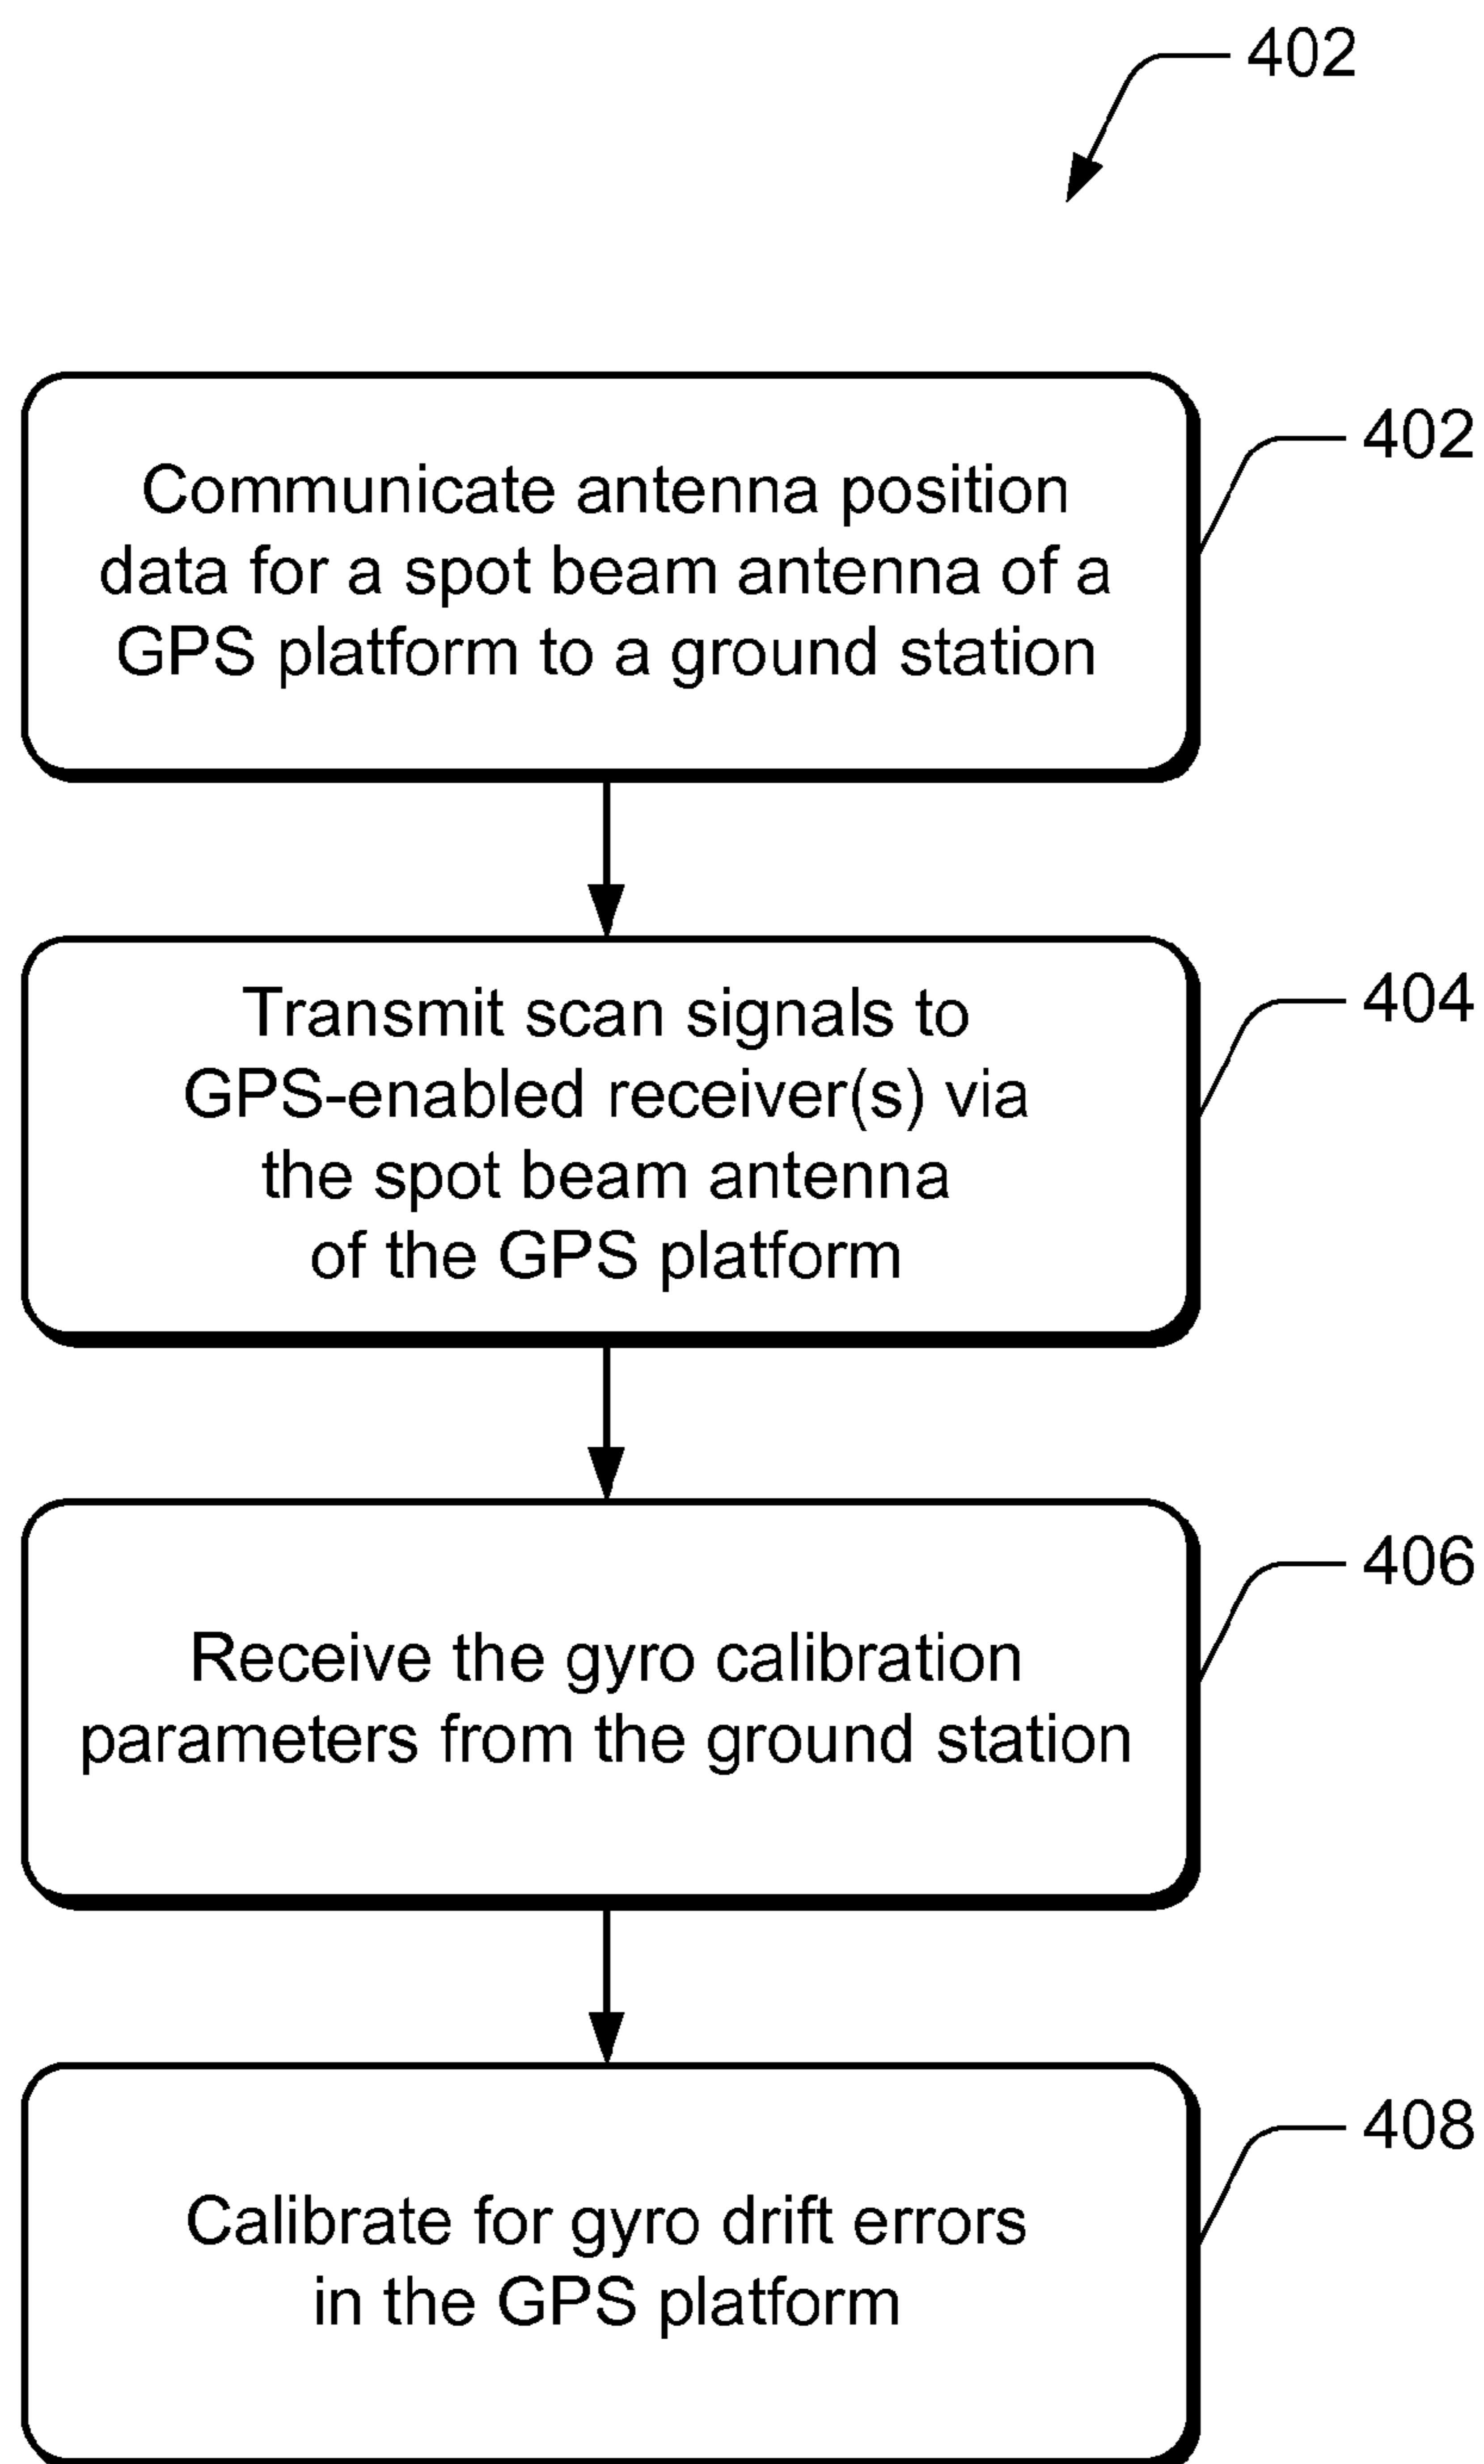 402
Communicate antenna position
402
data for a spot beam antenna of a
GPS platform to a ground station
Transmit scan signals to
404
GPS-enabled receiver(s) via
the spot beam antenna
of the GPS platform
406
Receive the gyro calibration
parameters from the ground station
408
Calibrate for gyro drift errors
in the GPS platform